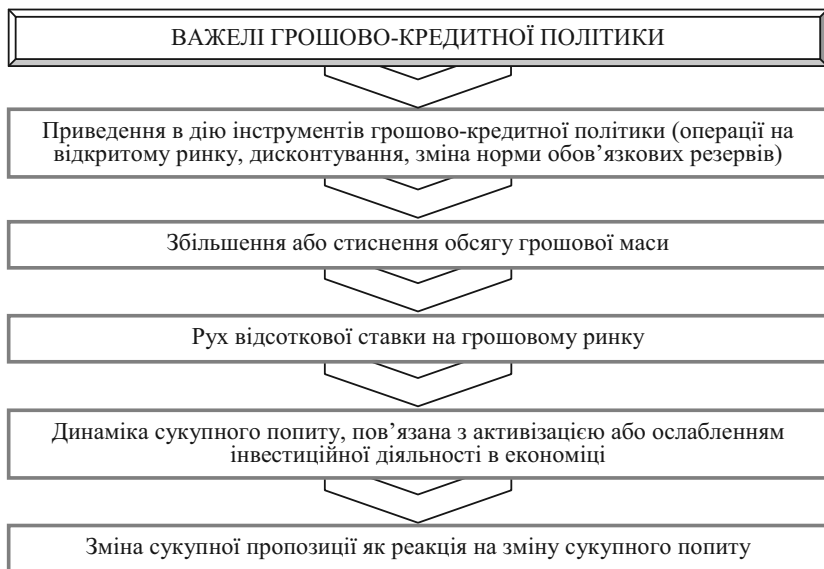 ВАЖЕЛІ ГРОШОВО-КРЕДИТНОЇ ПОЛІТИКИ
Приведення в дію інструментів грошово-кредитної політики (операції на
відкритому ринку, дисконтування, зміна норми обов’язкових резервів)
Збільшення або стиснення обсягу грошової маси
Рух відсоткової ставки на грошовому ринку
Динаміка сукупного попиту, пов’язана з активізацією або ослабленням
інвестиційної діяльності в економіці
Зміна сукупної пропозиції як реакція на зміну сукупного попиту